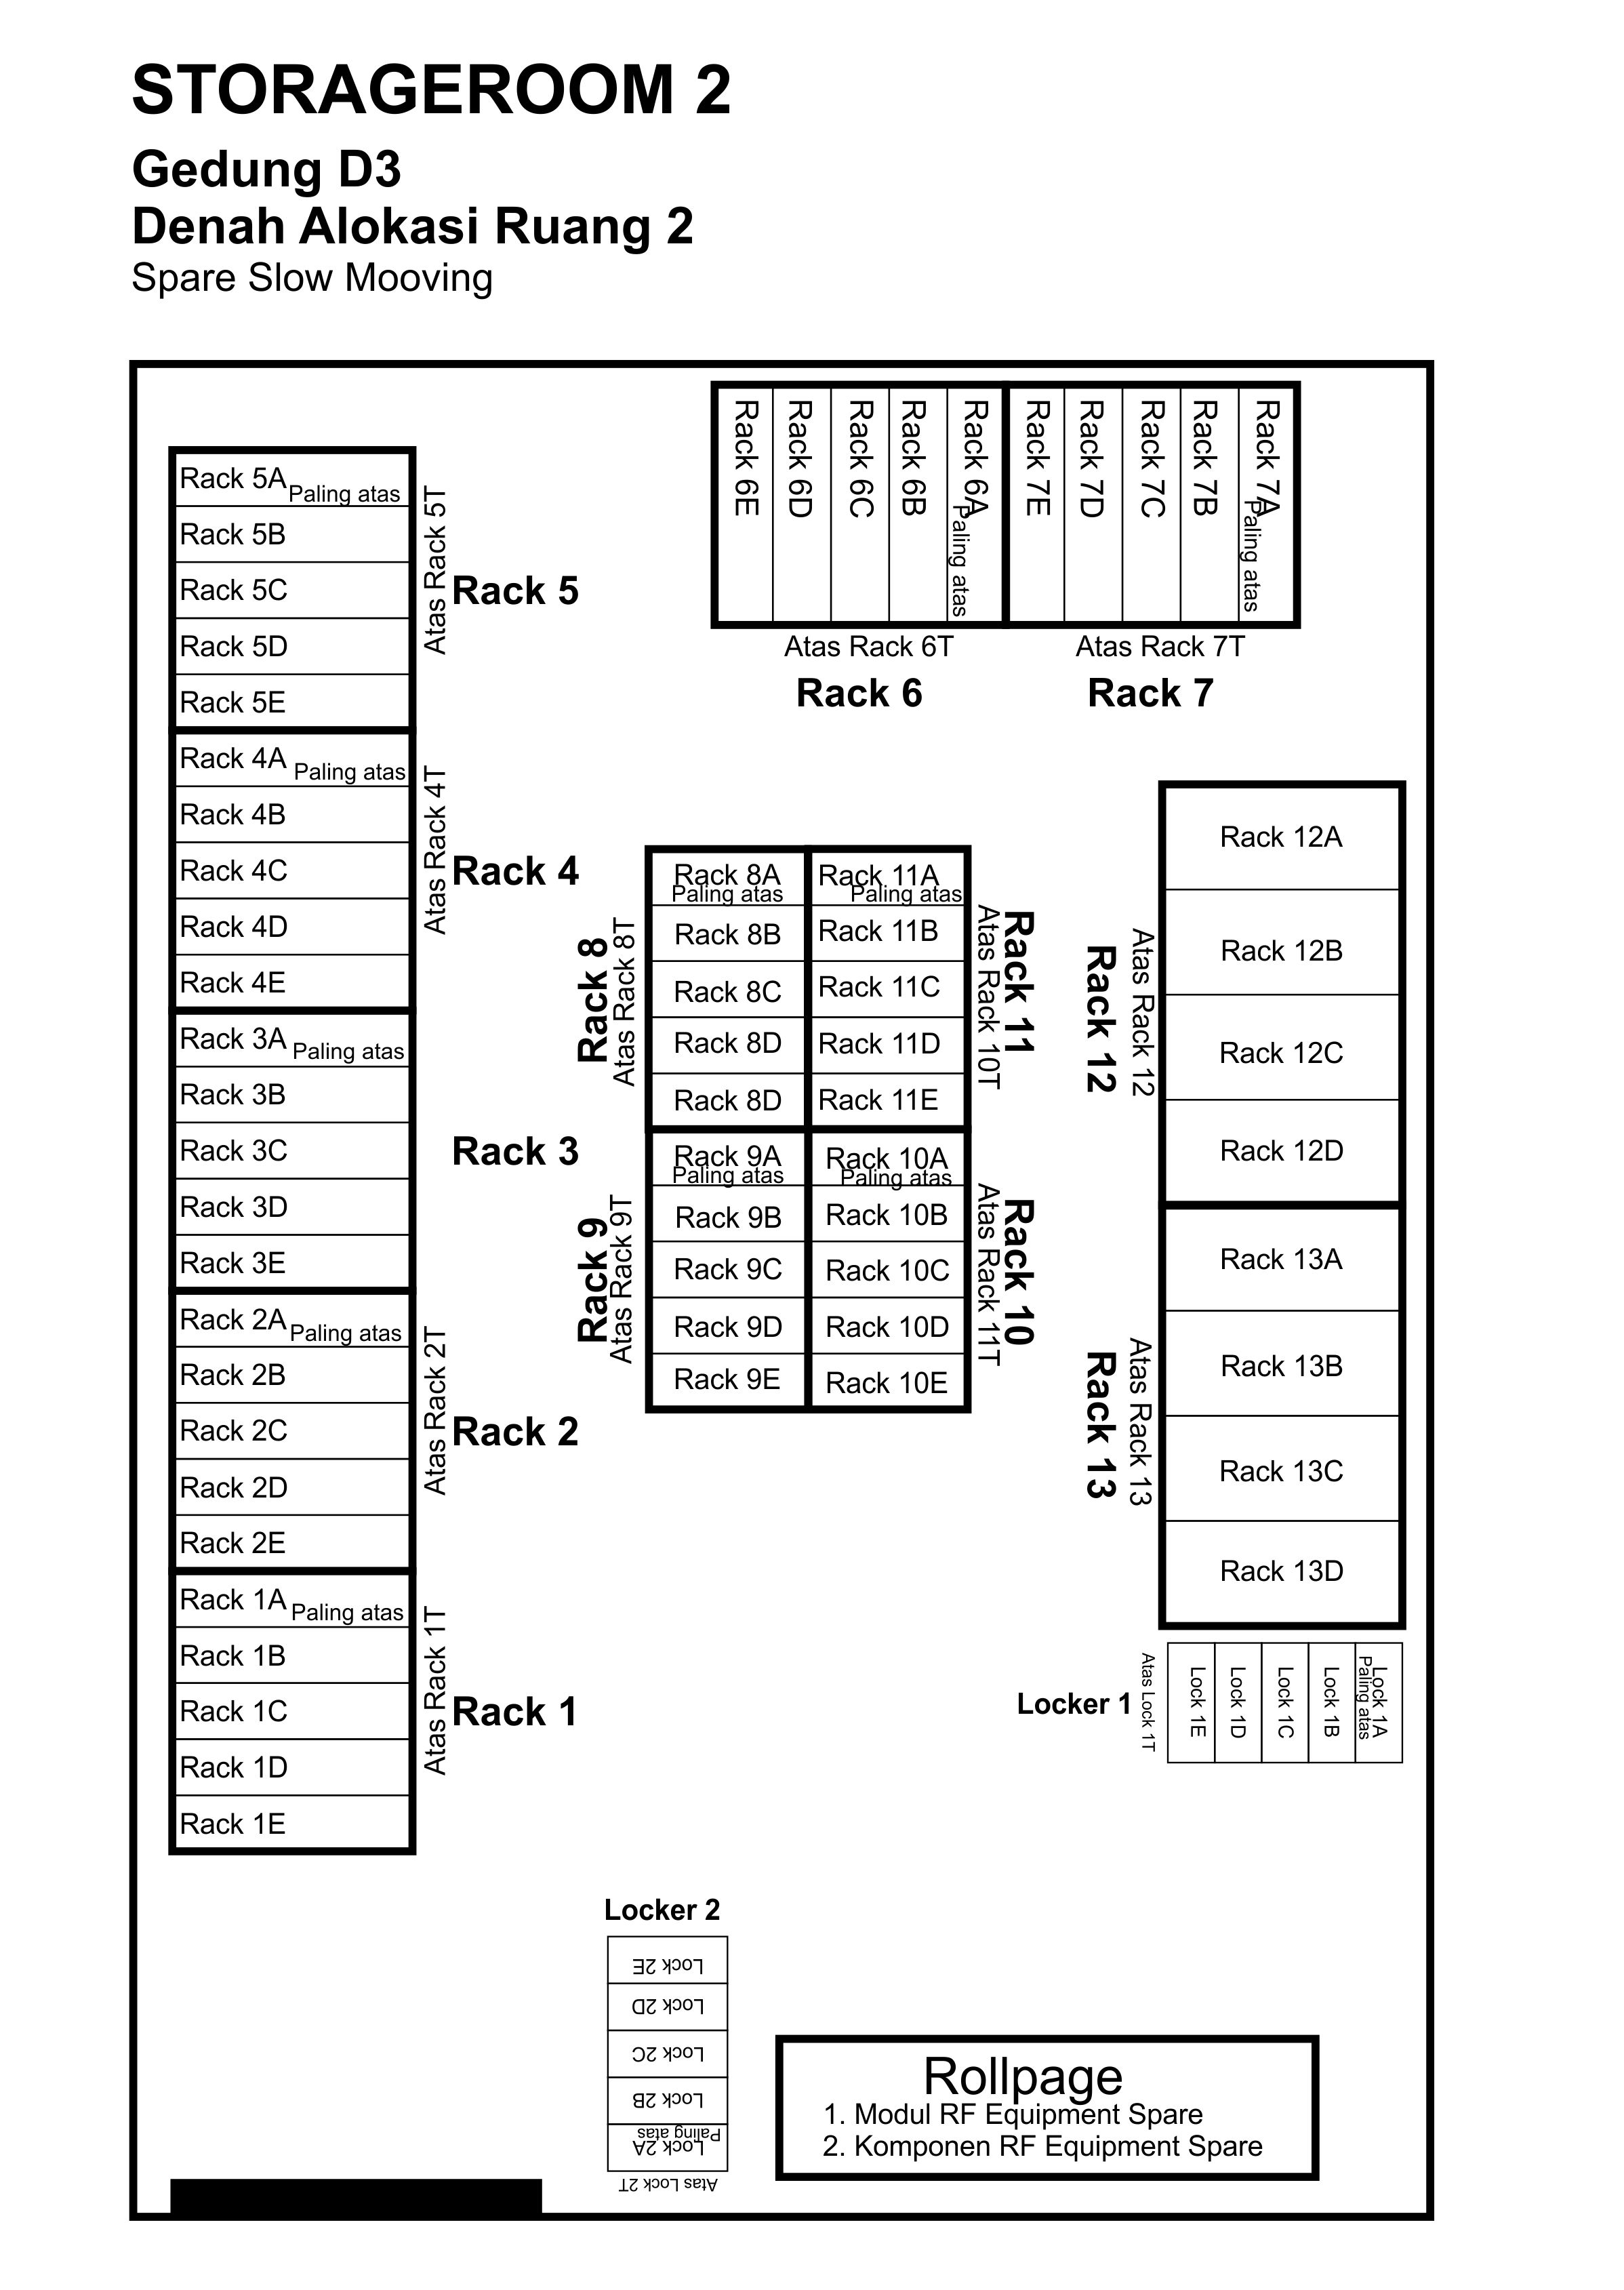 STORAGEROOM 2
Gedung D3
Denah Alokasi Ruang 2
Spare Slow Mooving
Rack 5A Paling atas
Rack 5B
Rack 5C
Rack 5D
Rack 5E
Atas Rack 5T
Rack 5
Rack 4A Paling atas
Rack 4B
Rack 4C
Rack 4D
Rack 4E
Atas Rack 4T
Rack 4
Rack 3A Paling atas
Rack 3B
Rack 3C
Rack 3D
Rack 3E
Rack 3
Rack 2A Paling atas
Rack 2B
Rack 2C
Rack 2D
Rack 2E
Atas Rack 2T
Rack 2
Rack 1A Paling atas
Rack 1B
Rack 1C
Rack 1D
Rack 1E
Atas Rack 1T
Rack 1
Rack 6E
Rack 6D
Rack 6C
Rack 6B
Rack 6A
Paling atas
Atas Rack 6T
Rack 6
Rack 7E
Rack 7D
Rack 7C
Rack 7B
Rack 7A
Paling atas
Atas Rack 7T
Rack 7
Rack 8
Atas Rack 8T
Rack 8A
Paling atas
Rack 8B
Rack 8C
Rack 8D
Rack 8D
Rack 11A
Paling atas
Rack 11B
Rack 11C
Rack 11D
Rack 11E
Atas Rack 10T
Rack 11
Rack 9
Atas Rack 9T
Rack 9A
Paling atas
Rack 9B
Rack 9C
Rack 9D
Rack 9E
Rack 10A
Paling atas
Rack 10B
Rack 10C
Rack 10D
Rack 10E
Atas Rack 11T
Rack 10
Rack 12
Atas Rack 12
Rack 12A
Rack 12B
Rack 12C
Rack 12D
Rack 13
Atas Rack 13
Rack 13A
Rack 13B
Rack 13C
Rack 13D
Locker 1
Atas Lock 1T
Lock 1E
Lock 1D
Lock 1C
Lock 1B
Lock 1A
Paling atas
Locker 2
Lock 2E
Lock 2D
Lock 2C
Lock 2B
Lock 2A
Paling atas
Atas Lock 2T
Rollpage
1. Modul RF Equipment Spare
2. Komponen RF Equipment Spare